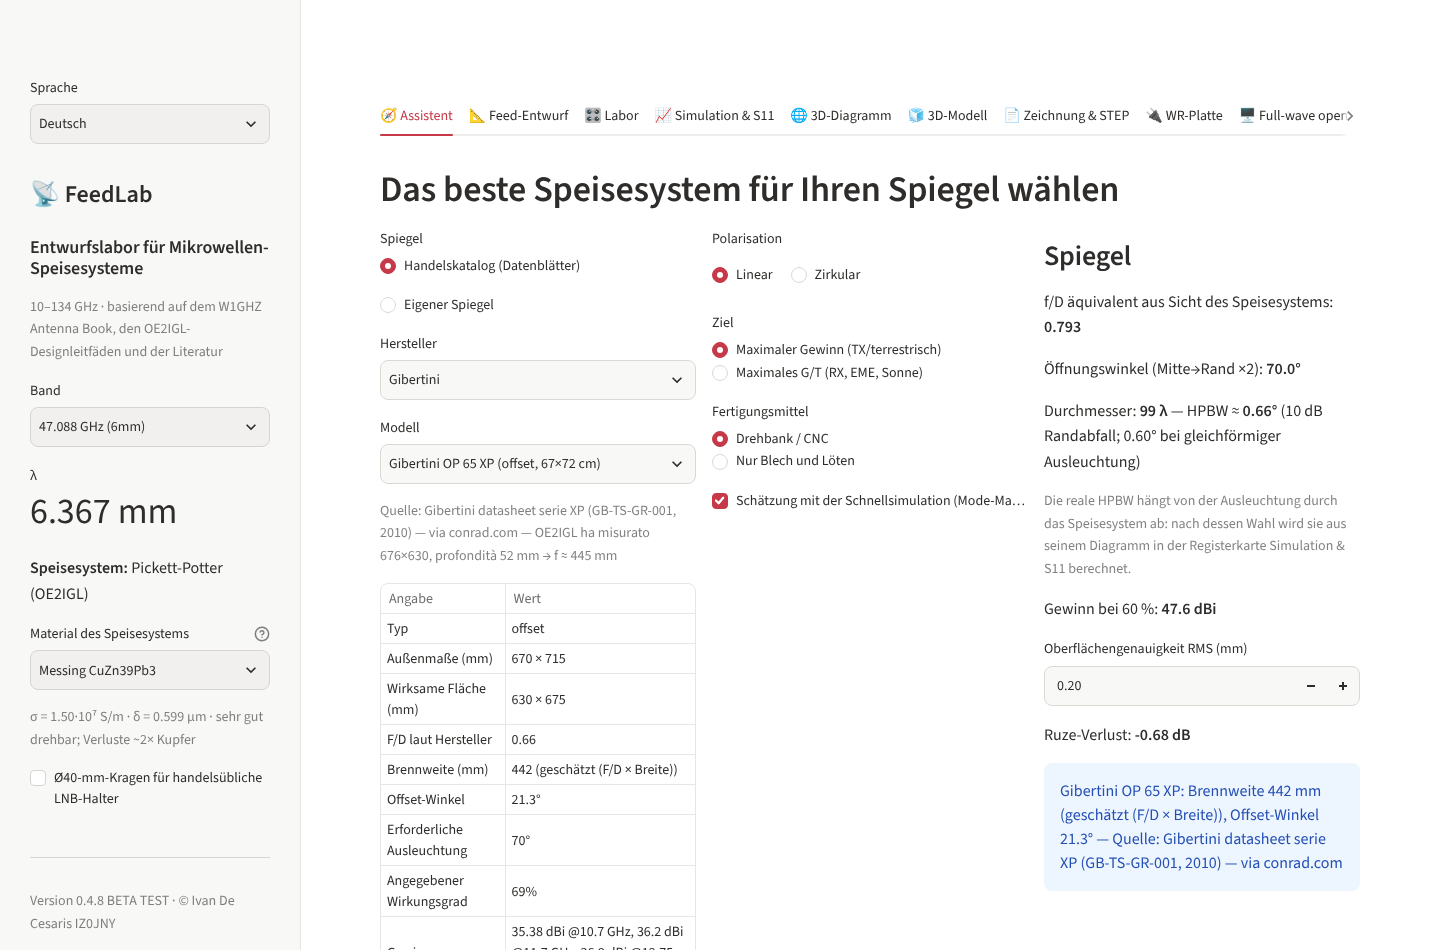 Sprache
Deutsch
📡 FeedLab
Entwurfslabor für Mikrowellen-
Speisesysteme
10–134 GHz · basierend auf dem W1GHZ
Antenna Book, den OE2IGL-
Designleitfäden und der Literatur
Band
47.088 GHz (6mm)
λ
6.367 mm
Speisesystem: Pickett-Potter
(OE2IGL)
Material des Speisesystems
Messing CuZn39Pb3
σ = 1.50·10⁷ S/m · δ = 0.599 µm · sehr gut
drehbar; Verluste ~2× Kupfer
Ø40-mm-Kragen für handelsübliche
LNB-Halter
Version 0.4.8 BETA TEST · © Ivan De
Cesaris IZ0JNY
🧭 Assistent 📐 Feed-Entwurf 🎛️ Labor 📈 Simulation & S11 🌐 3D-Diagramm 🧊 3D-Modell 📄 Zeichnung & STEP 🔌 WR-Platte 🖥️ Full-wave open
Das beste Speisesystem für Ihren Spiegel wählen
Spiegel
Handelskatalog (Datenblätter)
Eigener Spiegel
Hersteller
Gibertini
Modell
Gibertini OP 65 XP (offset, 67×72 cm)
Quelle: Gibertini datasheet serie XP (GB-TS-GR-001,
2010) — via conrad.com — OE2IGL ha misurato
676×630, profondità 52 mm → f ≈ 445 mm
Angabe Wert
Typ offset
Außenmaße (mm) 670 × 715
Wirksame Fläche
(mm) 630 × 675
F/D laut Hersteller 0.66
Brennweite (mm) 442 (geschätzt (F/D × Breite))
Offset-Winkel 21.3°
Erforderliche
Ausleuchtung 70°
Angegebener
Wirkungsgrad 69%
35.38 dBi @10.7 GHz, 36.2 dBi
Polarisation
Linear Zirkular
Ziel
Maximaler Gewinn (TX/terrestrisch)
Maximales G/T (RX, EME, Sonne)
Fertigungsmittel
Drehbank / CNC
Nur Blech und Löten
Schätzung mit der Schnellsimulation (Mode-Ma…
Spiegel
f/D äquivalent aus Sicht des Speisesystems:
0.793
Öffnungswinkel (Mitte→Rand ×2): 70.0°
Durchmesser: 99 λ — HPBW ≈ 0.66° (10 dB
Randabfall; 0.60° bei gleichförmiger
Ausleuchtung)
Die reale HPBW hängt von der Ausleuchtung durch
das Speisesystem ab: nach dessen Wahl wird sie aus
seinem Diagramm in der Registerkarte Simulation &
S11 berechnet.
Gewinn bei 60 %: 47.6 dBi
Oberflächengenauigkeit RMS (mm)
0.20
Ruze-Verlust: -0.68 dB
Gibertini OP 65 XP: Brennweite 442 mm
(geschätzt (F/D × Breite)), Offset-Winkel
21.3° — Quelle: Gibertini datasheet serie
XP (GB-TS-GR-001, 2010) — via conrad.com